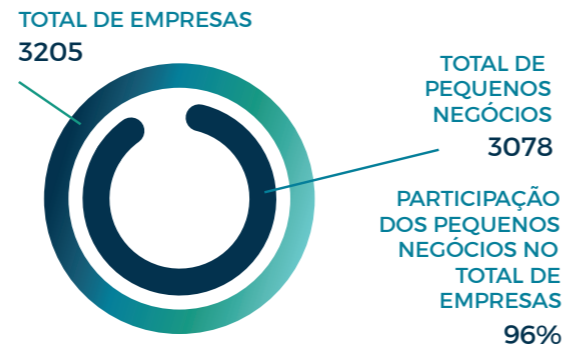 TOTAL DE EMPRESAS
3205
TOTAL DE
PEQUENOS
NEGÓCIOS
3078
PARTICIPAÇÃO
DOS PEQUENOS
NEGÓCIOS NO
TOTAL DE
EMPRESAS
96%